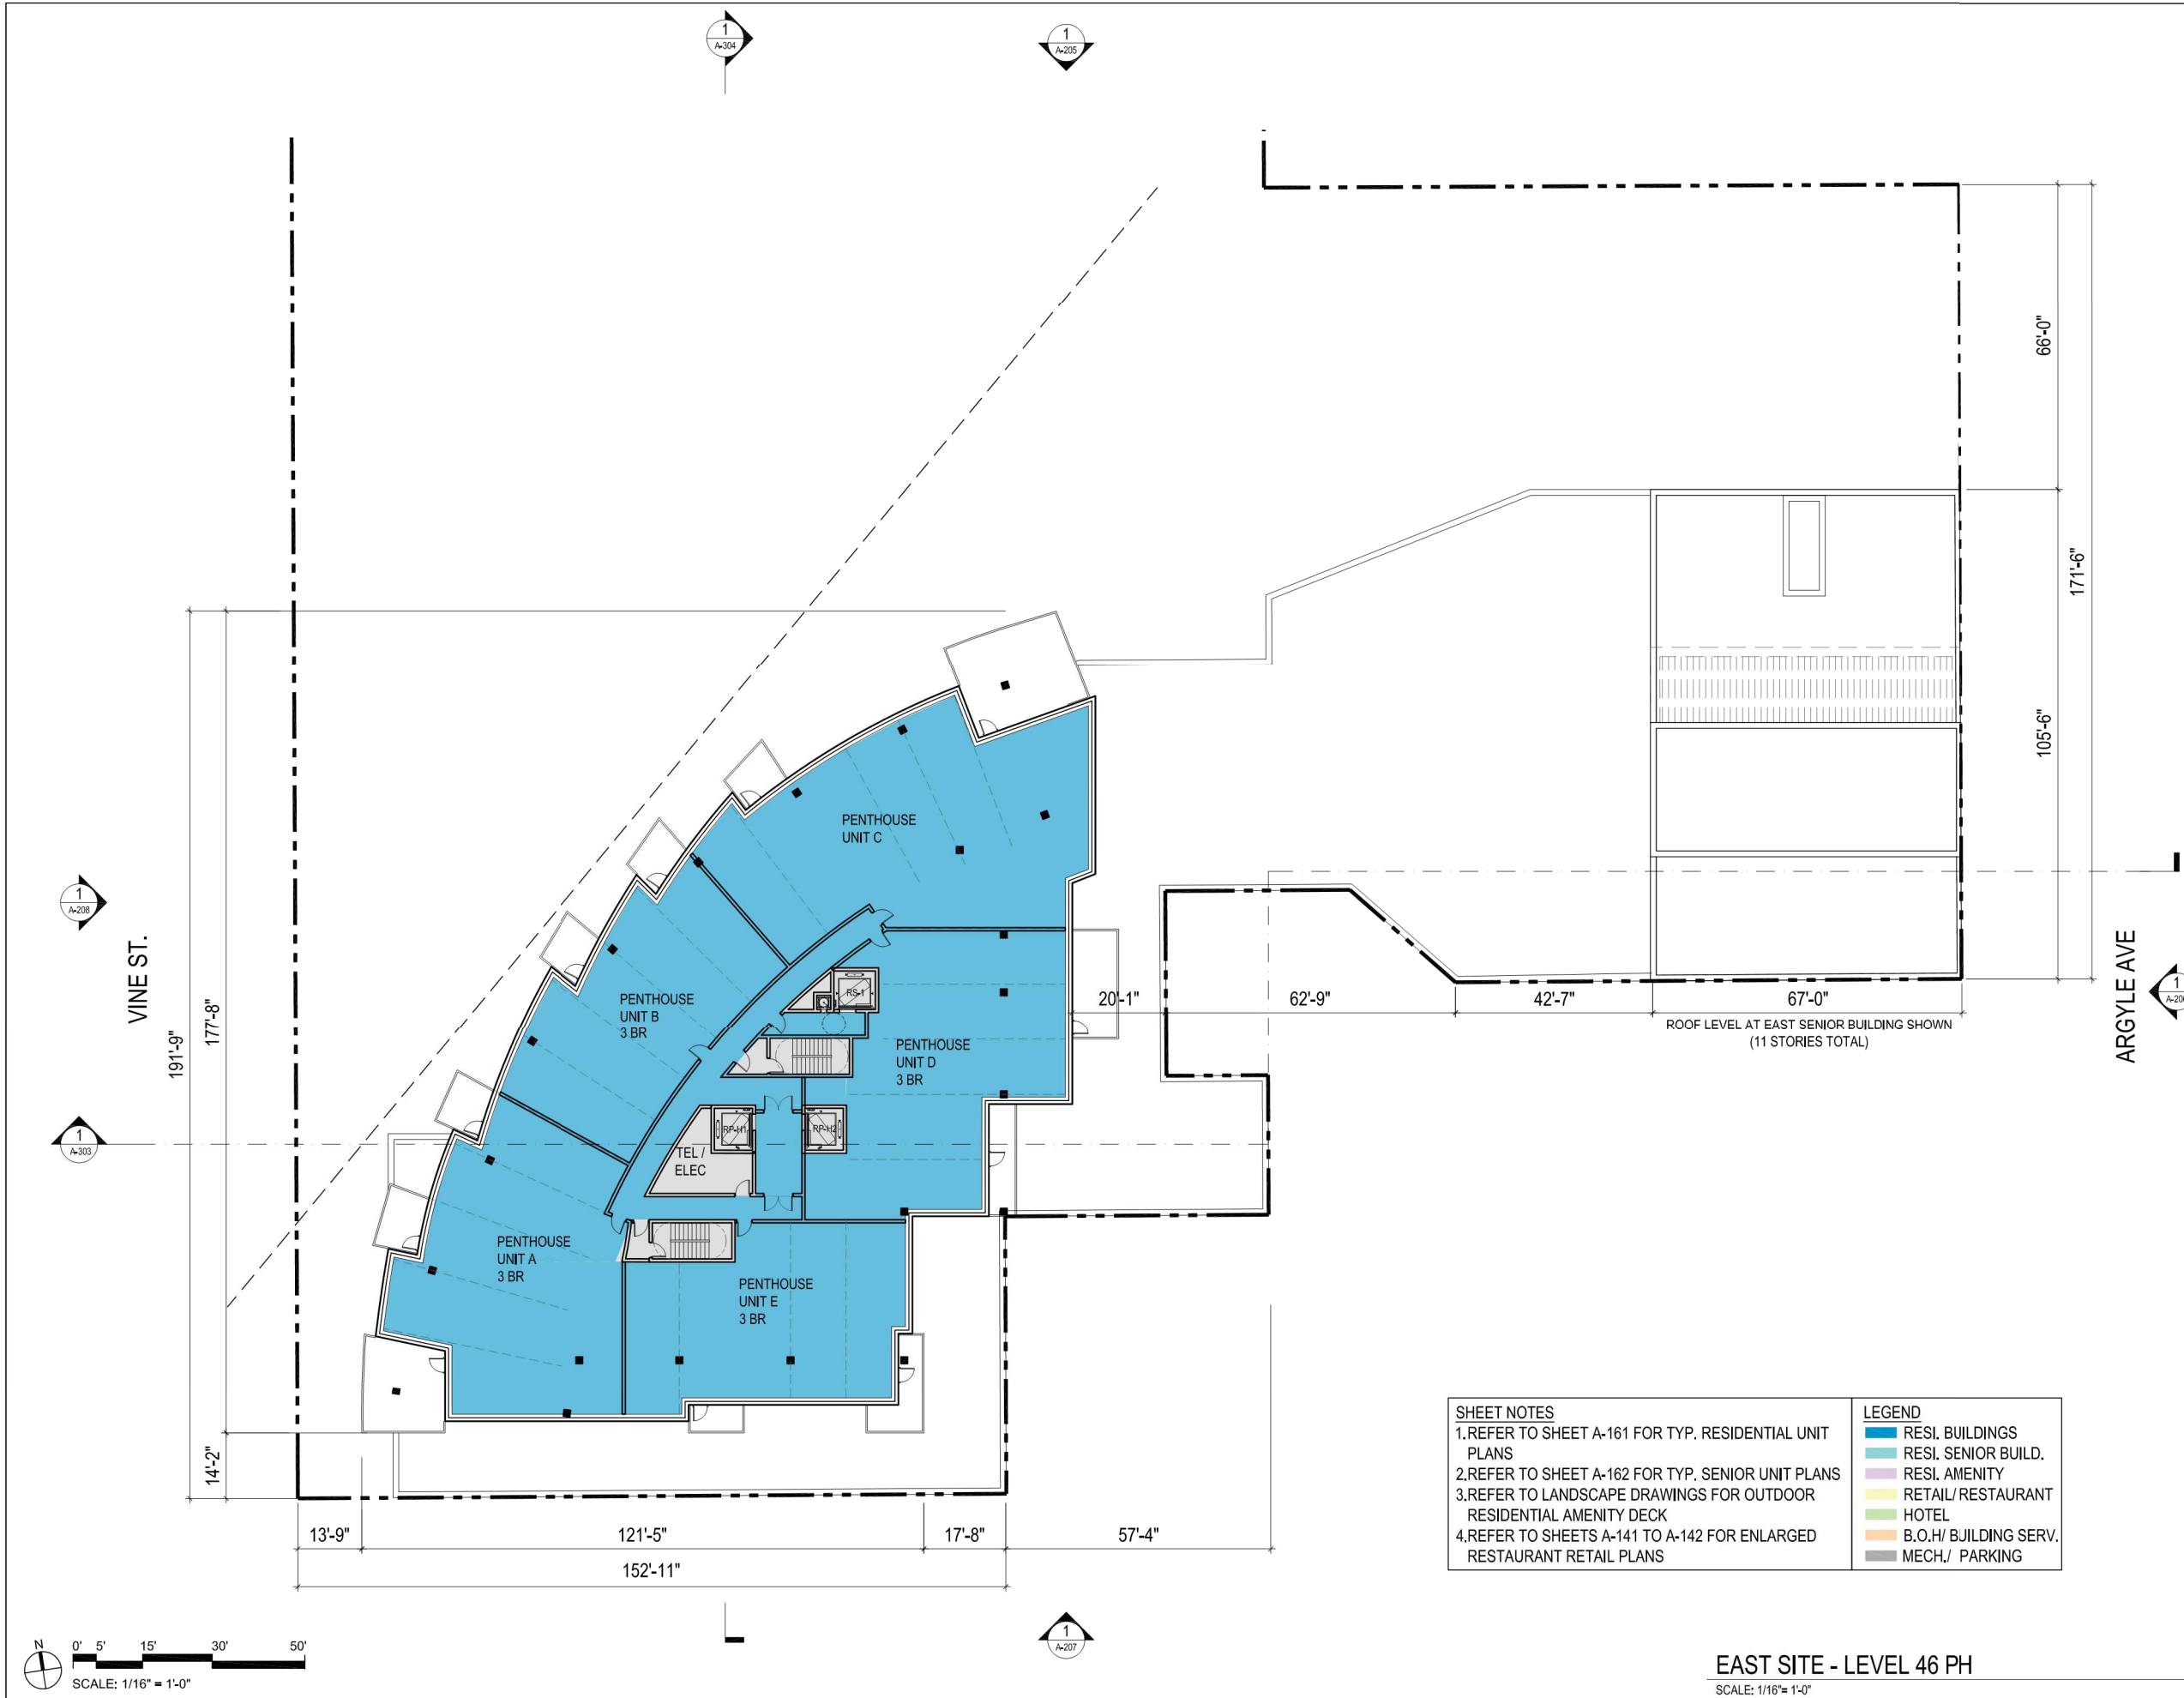 1
A-304
1
A-205
66'-0"
171'-6"
105'-6"
PENTHOUSE
UNIT C
1
A-208
VINE ST.
191'-9"
177'-8"
PENTHOUSE
UNIT B
3 BR
RS-1
PENTHOUSE
UNIT D
3 BR
20'-1"
62'-9"
42'-7"
67'-0"
ROOF LEVEL AT EAST SENIOR BUILDING SHOWN
(11 STORIES TOTAL)
ARGYLE AVE
1
1
A-303
RP-H1
RP-H2
TEL /
ELEC
PENTHOUSE
UNIT A
3 BR
PENTHOUSE
UNIT E
3 BR
14'-2"
13'-9"
121'-5"
17'-8"
57'-4"
152'-11"
SHEET NOTES
1.REFER TO SHEET A-161 FOR TYP. RESIDENTIAL UNIT
PLANS
2.REFER TO SHEET A-162 FOR TYP. SENIOR UNIT PLANS
3.REFER TO LANDSCAPE DRAWINGS FOR OUTDOOR
RESIDENTIAL AMENITY DECK
4.REFER TO SHEETS A-141 TO A-142 FOR ENLARGED
RESTAURANT RETAIL PLANS
LEGEND
RESI. BUILDINGS
RESI. SENIOR BUILD.
RESI. AMENITY
RETAIL/ RESTAURANT
HOTEL
B.O.H/ BUILDING SERV.
MECH./ PARKING
1
A-207
N
0' 5' 15' 30' 50'
SCALE: 1/16" = 1'-0"
EAST SITE - LEVEL 46 PH
SCALE: 1/16"= 1'-0"